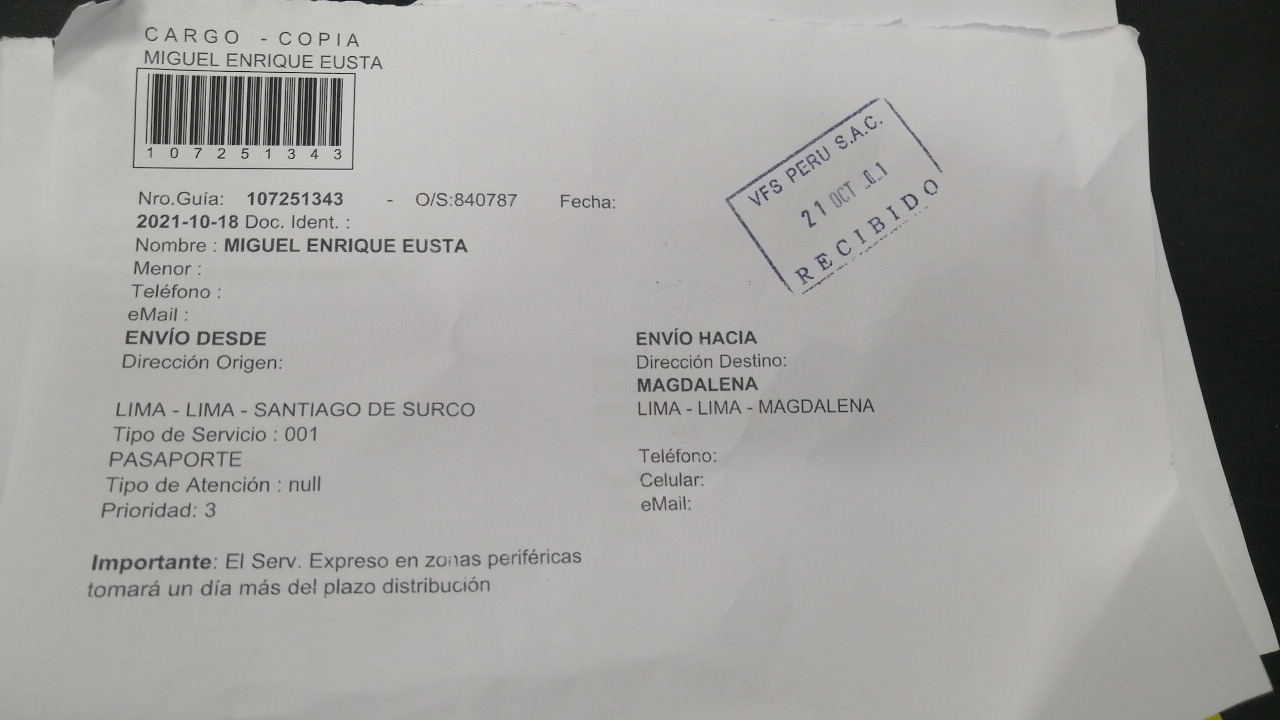 CARGO - COPIA
MIGUEL ENRIQUE EUSTA
107251343
Nro.Guía: 107251343 - O/S:840787 Fecha:
2021-10-18 Doc. Ident. :
Nombre : MIGUEL ENRIQUE EUSTA
Menor :
Teléfono :
eMail :
ENVÍO DESDE
Dirección Origen:
LIMA - LIMA - SANTIAGO DE SURCO
Tipo de Servicio : 001
PASAPORTE
Tipo de Atención : null
Prioridad: 3
Importante: El Serv. Expreso en zonas periféricas
tomará un día más del plazo distribución
VFS PERU S.A.C.
21 OCT
RECIBIDO
ENVÍO HACIA
Dirección Destino:
MAGDALENA
LIMA - LIMA - MAGDALENA
Teléfono:
Celular:
eMail: